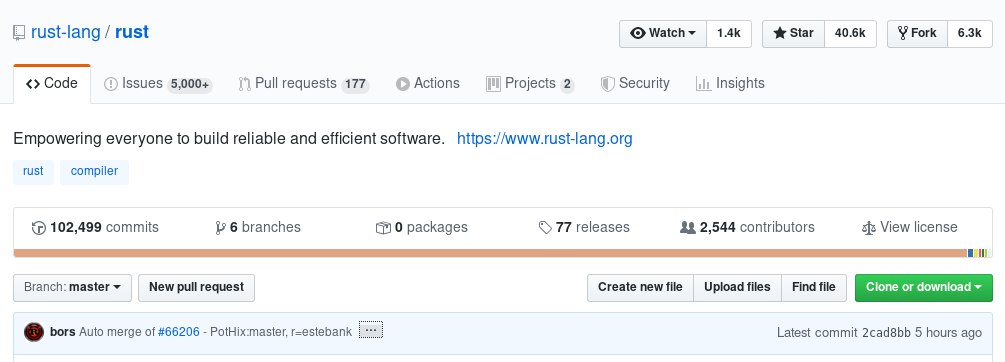 rust-lang / rust Watch 1.4k Star 40.6k Fork 6.3k
Code Issues 5,000+ Pull requests 177 Actions Projects 2 Security Insights
Empowering everyone to build reliable and efficient software. https://www.rust-lang.org
rust compiler
102,499 commits 6 branches 0 packages 77 releases 2,544 contributors View license
Branch: master New pull request Create new file Upload files Find file Clone or download
bors Auto merge of #66206 - PotHix:master, r=estebank ... Latest commit 2cad8bb 5 hours ago